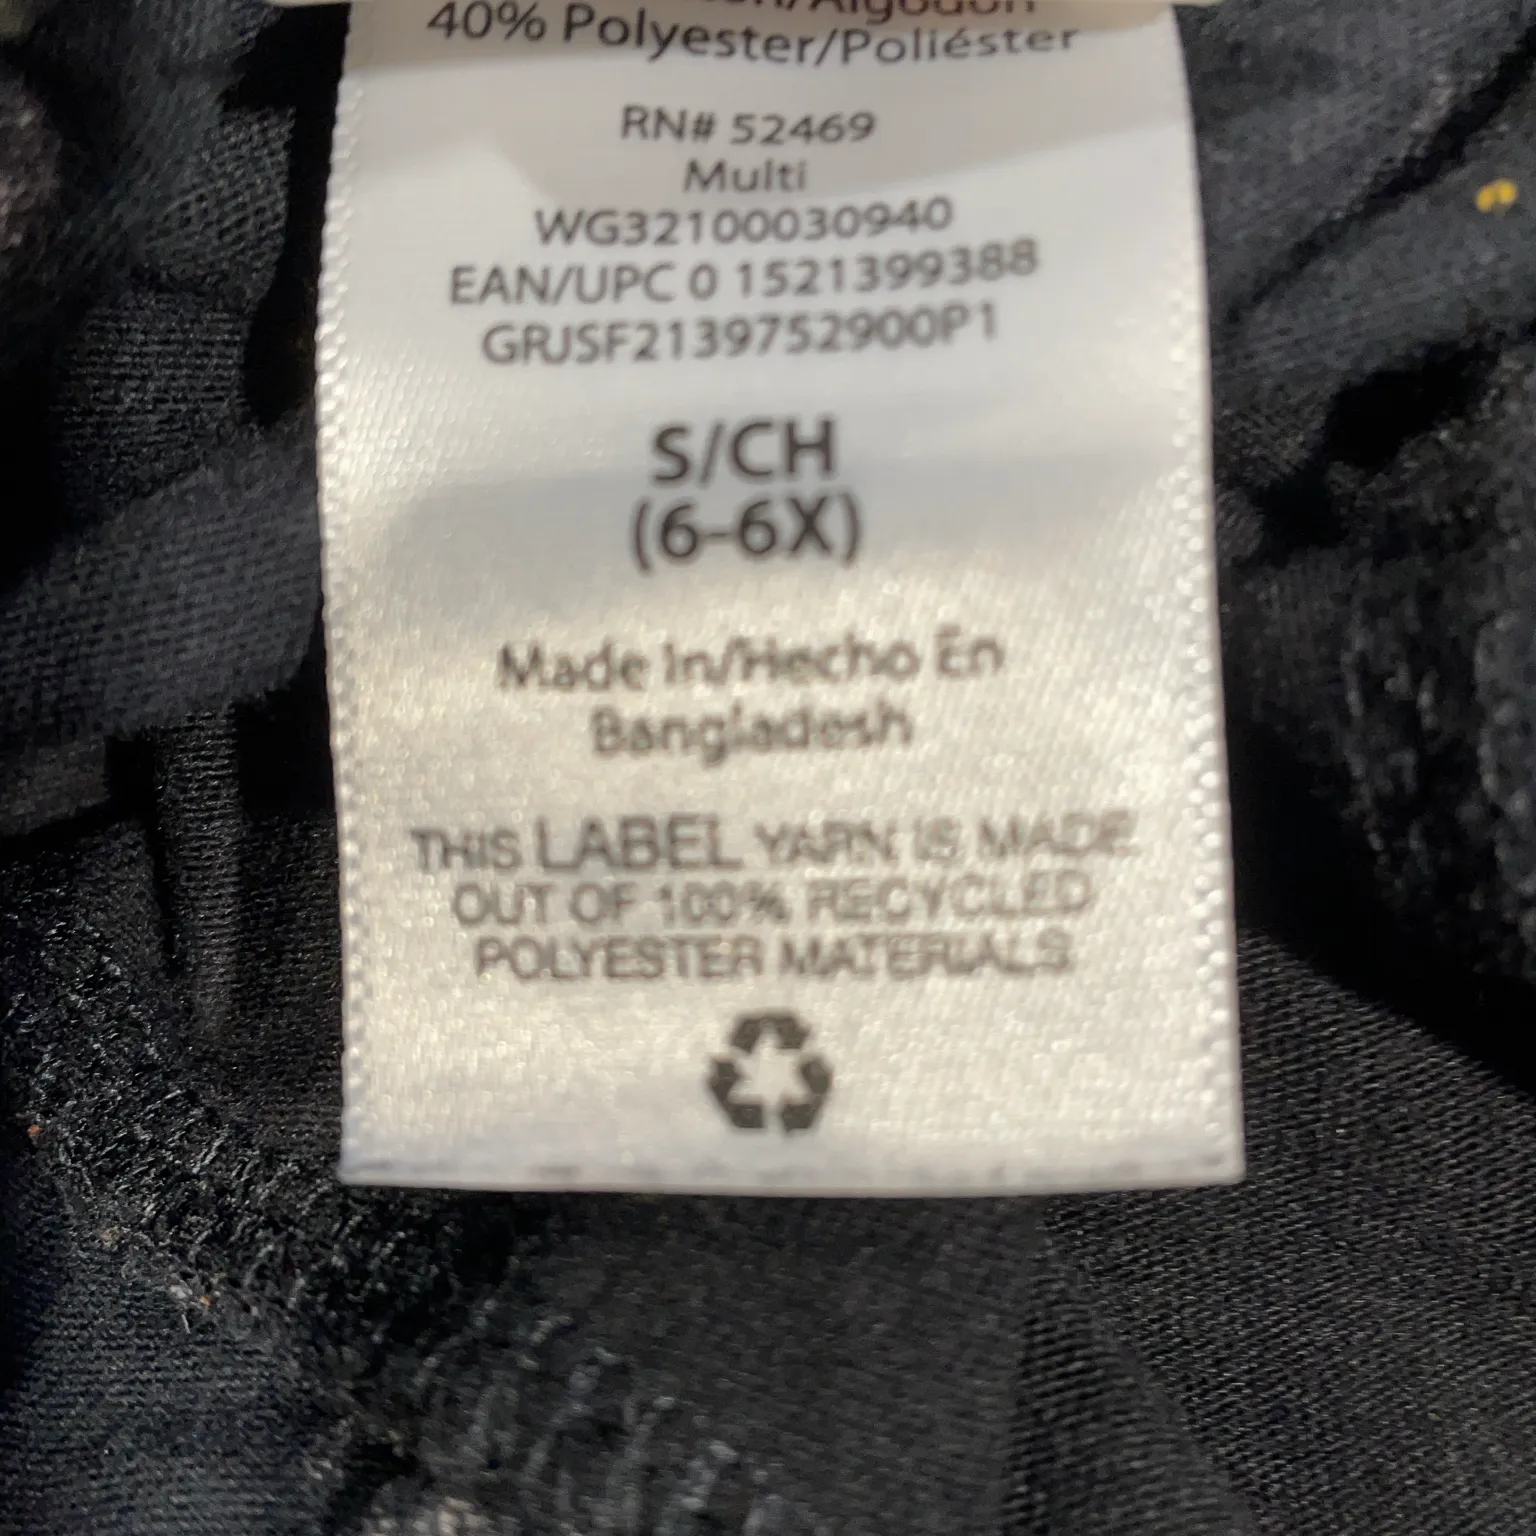 40% Polyester/Poliéster
RN# 52469
Multi
WG32100030940
EAN/UPC 0 1521399388
GRJSF2139752900P1
S/CH
(6-6X)
Made In/Hecho En
Bangladesh
THIS LABEL YARN IS MADE
OUT OF 100% RECYCLED
POLYESTER MATERIALS